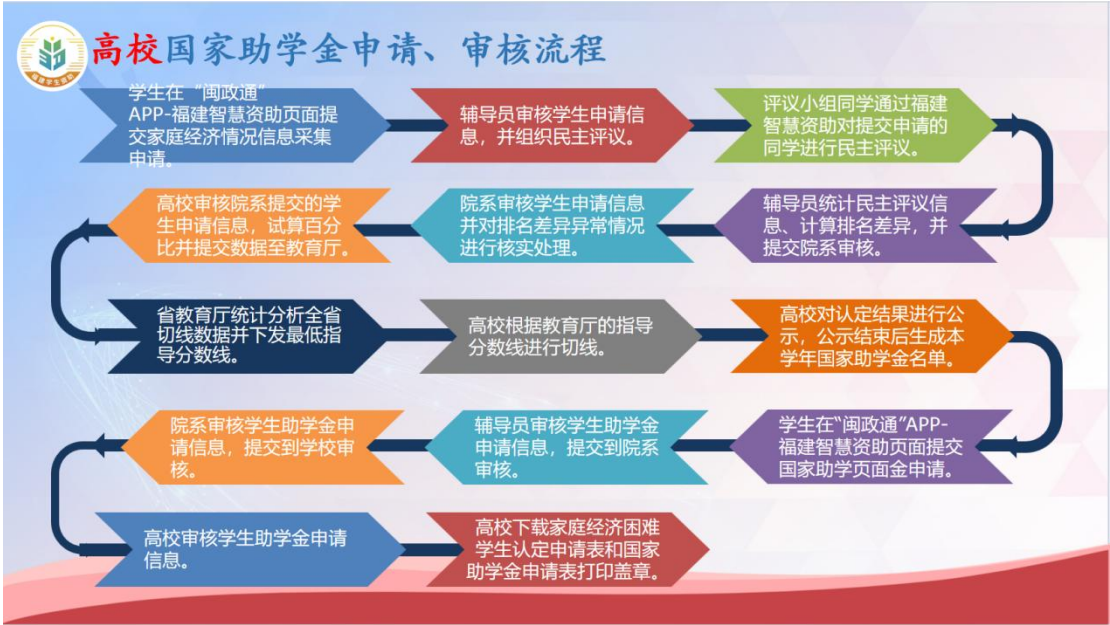 高校国家助学金申请、审核流程
福建学生资助
学生在“闽政通”
APP-福建智慧资助页面提
交家庭经济情况信息采集
申请。
辅导员审核学生申请信
息，并组织民主评议。
评议小组同学通过福建
智慧资助对提交申请的
同学进行民主评议。
辅导员统计民主评议信
息、计算排名差异，并
提交院系审核。
院系审核学生申请信息
并对排名差异异常情况
进行核实处理。
高校审核院系提交的学
生申请信息，试算百分
比并提交数据至教育厅。
省教育厅统计分析全省
切线数据并下发最低指
导分数线。
高校根据教育厅的指导
分数线进行切线。
高校对认定结果进行公
示，公示结束后生成本
学年国家助学金名单。
学生在“闽政通”APP-
福建智慧资助页面提交
国家助学页面金申请。
辅导员审核学生助学金
申请信息，提交到院系
审核。
院系审核学生助学金申
请信息，提交到学校审
核。
高校审核学生助学金申请
信息。
高校下载家庭经济困难
学生认定申请表和国家
助学金申请表打印盖章。